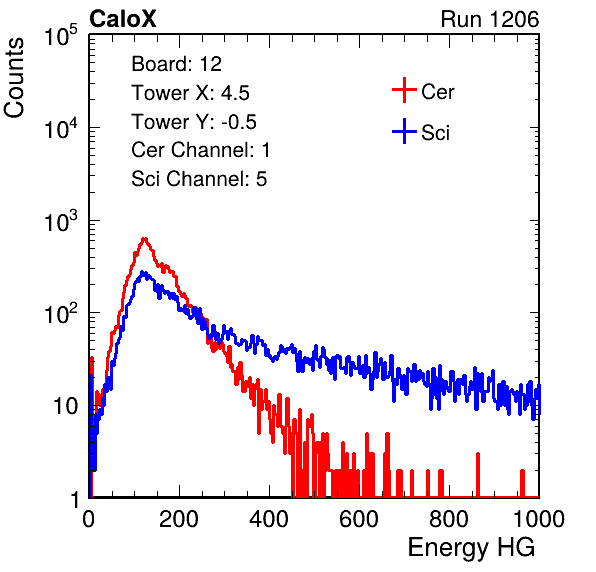 CaloX Run 1206
Counts
Board: 12
Tower X: 4.5
Tower Y: -0.5
Cer Channel: 1
Sci Channel: 5
Cer
Sci
10^5
10^4
10^3
10^2
10
1
0 200 400 600 800 1000
Energy HG